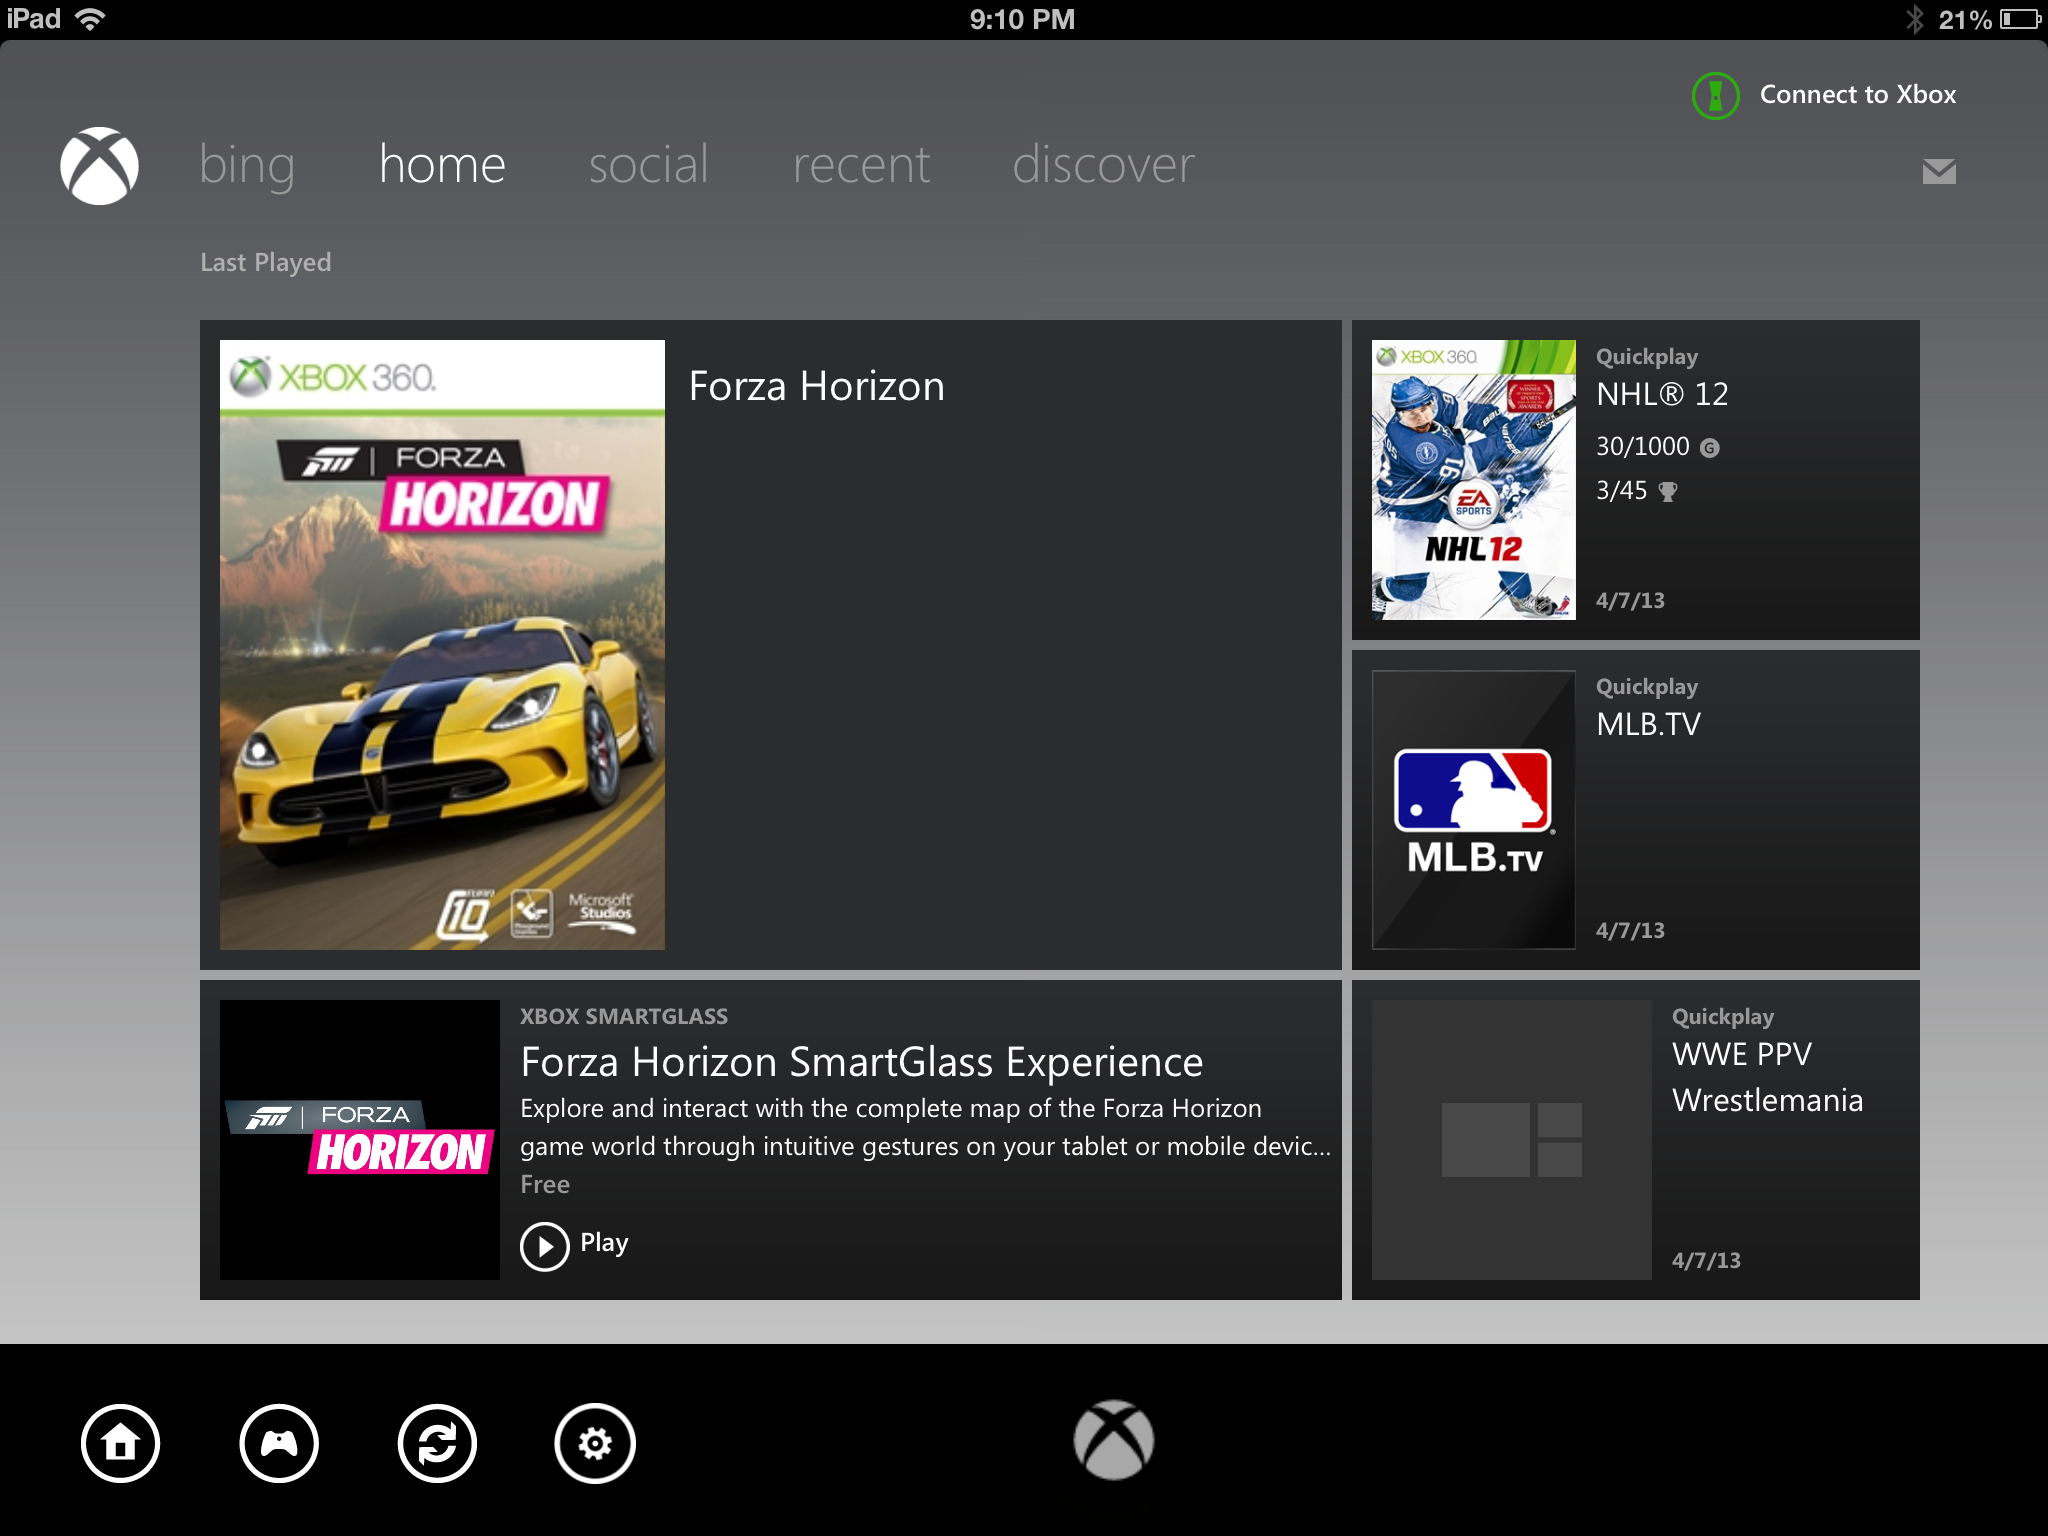 iPad
9:10 PM
21%
Connect to Xbox
bing
home
social
recent
discover
Last Played
XBOX 360.
FORZA
HORIZON
10
Microsoft
Studios
Forza Horizon
XBOX 360.
WINNER
SPORTS
AWARDS
91
EA
SPORTS
NHL 12
Quickplay
NHL® 12
30/1000 G
3/45
4/7/13
MLB.TV
Quickplay
MLB.TV
4/7/13
FORZA
HORIZON
XBOX SMARTGLASS
Forza Horizon SmartGlass Experience
Explore and interact with the complete map of the Forza Horizon
game world through intuitive gestures on your tablet or mobile devic...
Free
Play
Quickplay
WWE PPV
Wrestlemania
4/7/13